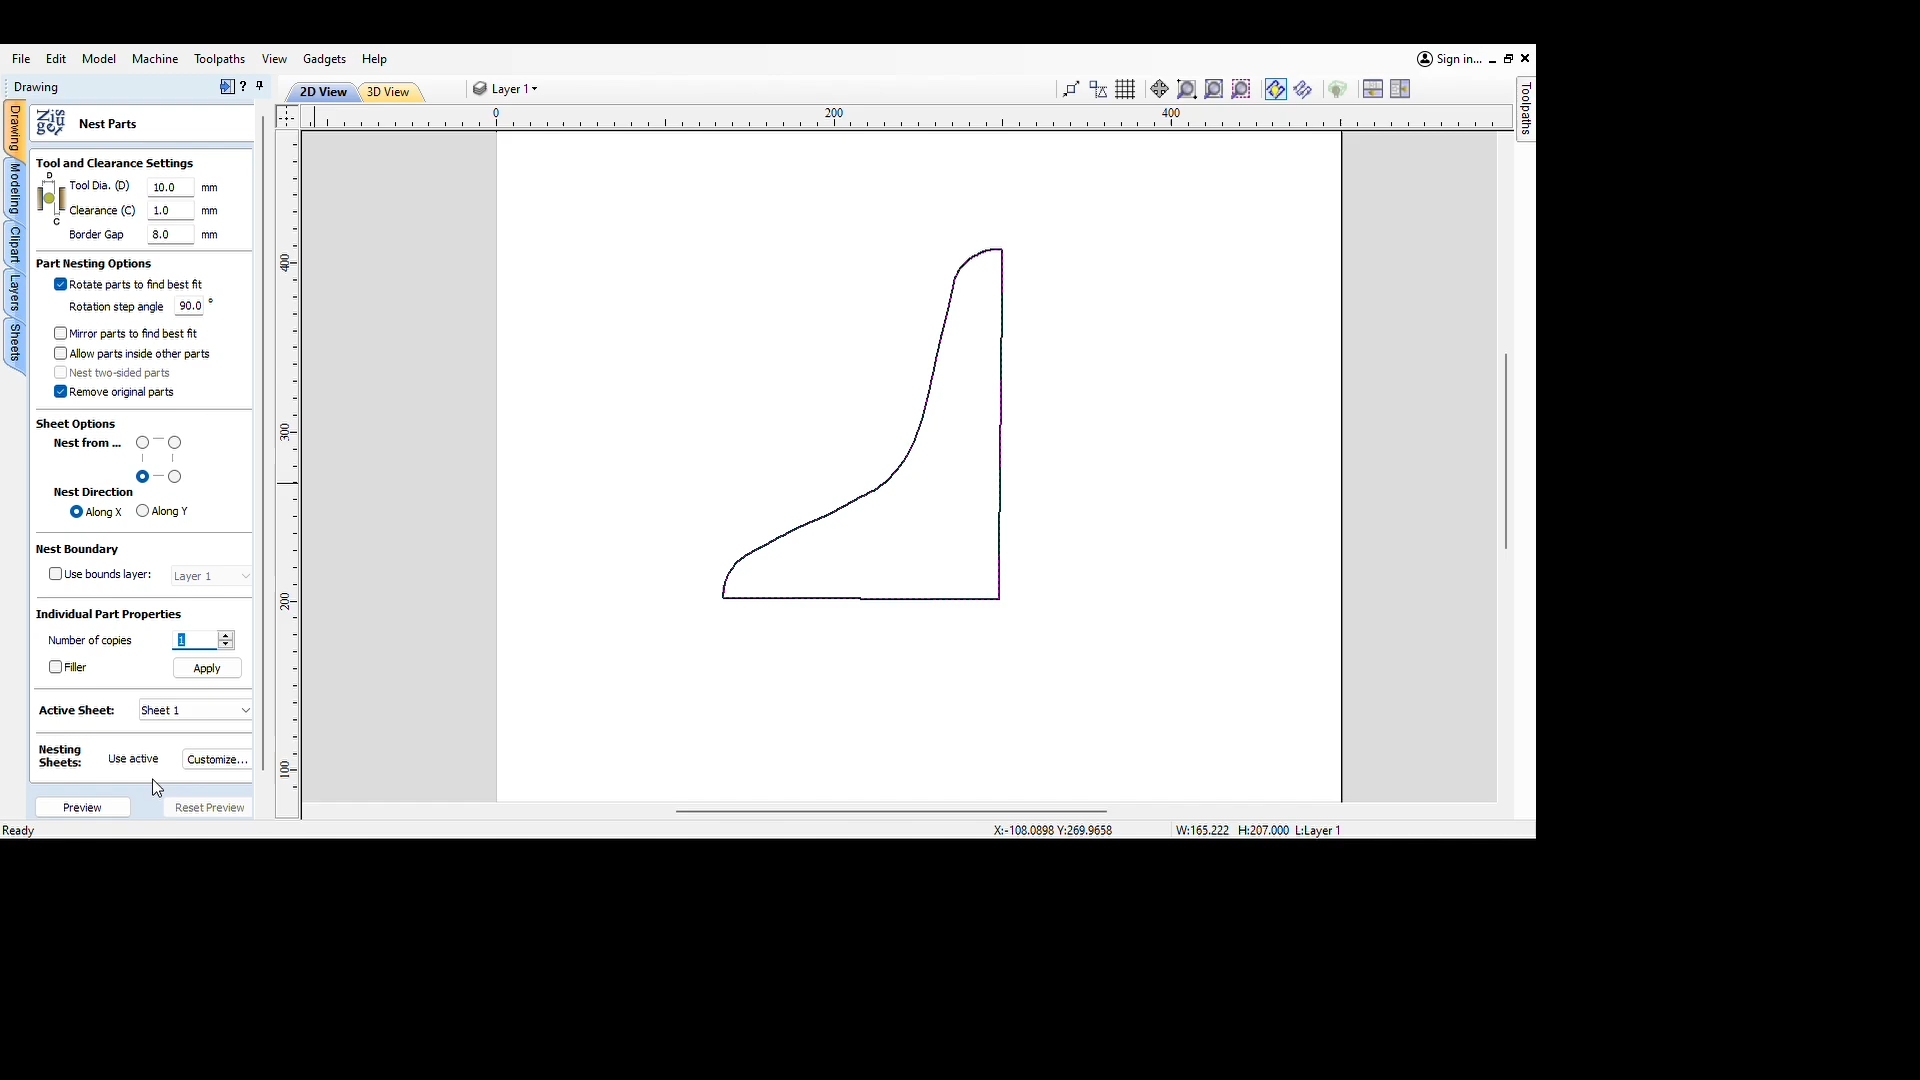 File Edit Model Machine Toolpaths View Gadgets Help Sign in...
Drawing ?
2D View 3D View Layer 1
Toolpaths
Drawing
Modeling
Clipart
Layers
Sheets
Nest Parts
0 200 400
Tool and Clearance Settings
D
C
Tool Dia. (D) 10.0 mm
Clearance (C) 1.0 mm
Border Gap 8.0 mm
Part Nesting Options
Rotate parts to find best fit
Rotation step angle 90.0 °
Mirror parts to find best fit
Allow parts inside other parts
Nest two-sided parts
Remove original parts
Sheet Options
Nest from ...
Nest Direction
Along X Along Y
Nest Boundary
Use bounds layer: Layer 1
Individual Part Properties
Number of copies 1
Filler Apply
Active Sheet: Sheet 1
Nesting
Sheets: Use active Customize...
Preview Reset Preview
400
300
200
100
Ready X:-108.0898 Y:269.9658 W:165.222 H:207.000 L:Layer 1